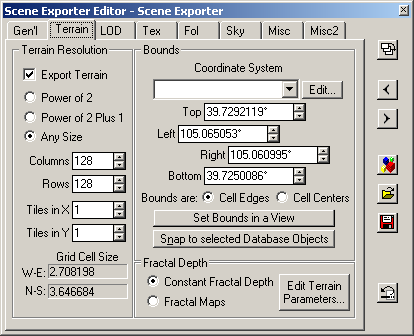 Scene Exporter Editor - Scene Exporter
Gen'l Terrain LOD Tex Fol Sky Misc Misc2
Terrain Resolution
Export Terrain
Power of 2
Power of 2 Plus 1
Any Size
Columns 128
Rows 128
Tiles in X 1
Tiles in Y 1
Grid Cell Size
W-E: 2.708198
N-S: 3.646684
Bounds
Coordinate System
Edit...
Top 39.7292119°
Left 105.065053°
Right 105.060995°
Bottom 39.7250086°
Bounds are: Cell Edges Cell Centers
Set Bounds in a View
Snap to selected Database Objects
Fractal Depth
Constant Fractal Depth
Fractal Maps
Edit Terrain
Parameters...